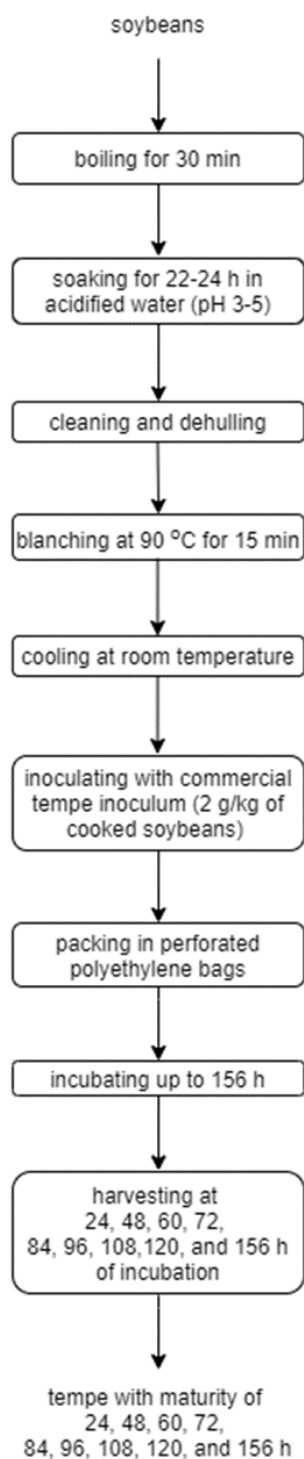 soybeans
boiling for 30 min
soaking for 22-24 h in
acidified water (pH 3-5)
cleaning and dehulling
blanching at 90 °C for 15 min
cooling at room temperature
inoculating with commercial
tempe inoculum (2 g/kg of
cooked soybeans)
packing in perforated
polyethylene bags
incubating up to 156 h
harvesting at
24, 48, 60, 72,
84, 96, 108,120, and 156 h
of incubation
tempe with maturity of
24, 48, 60, 72,
84, 96, 108, 120, and 156 h